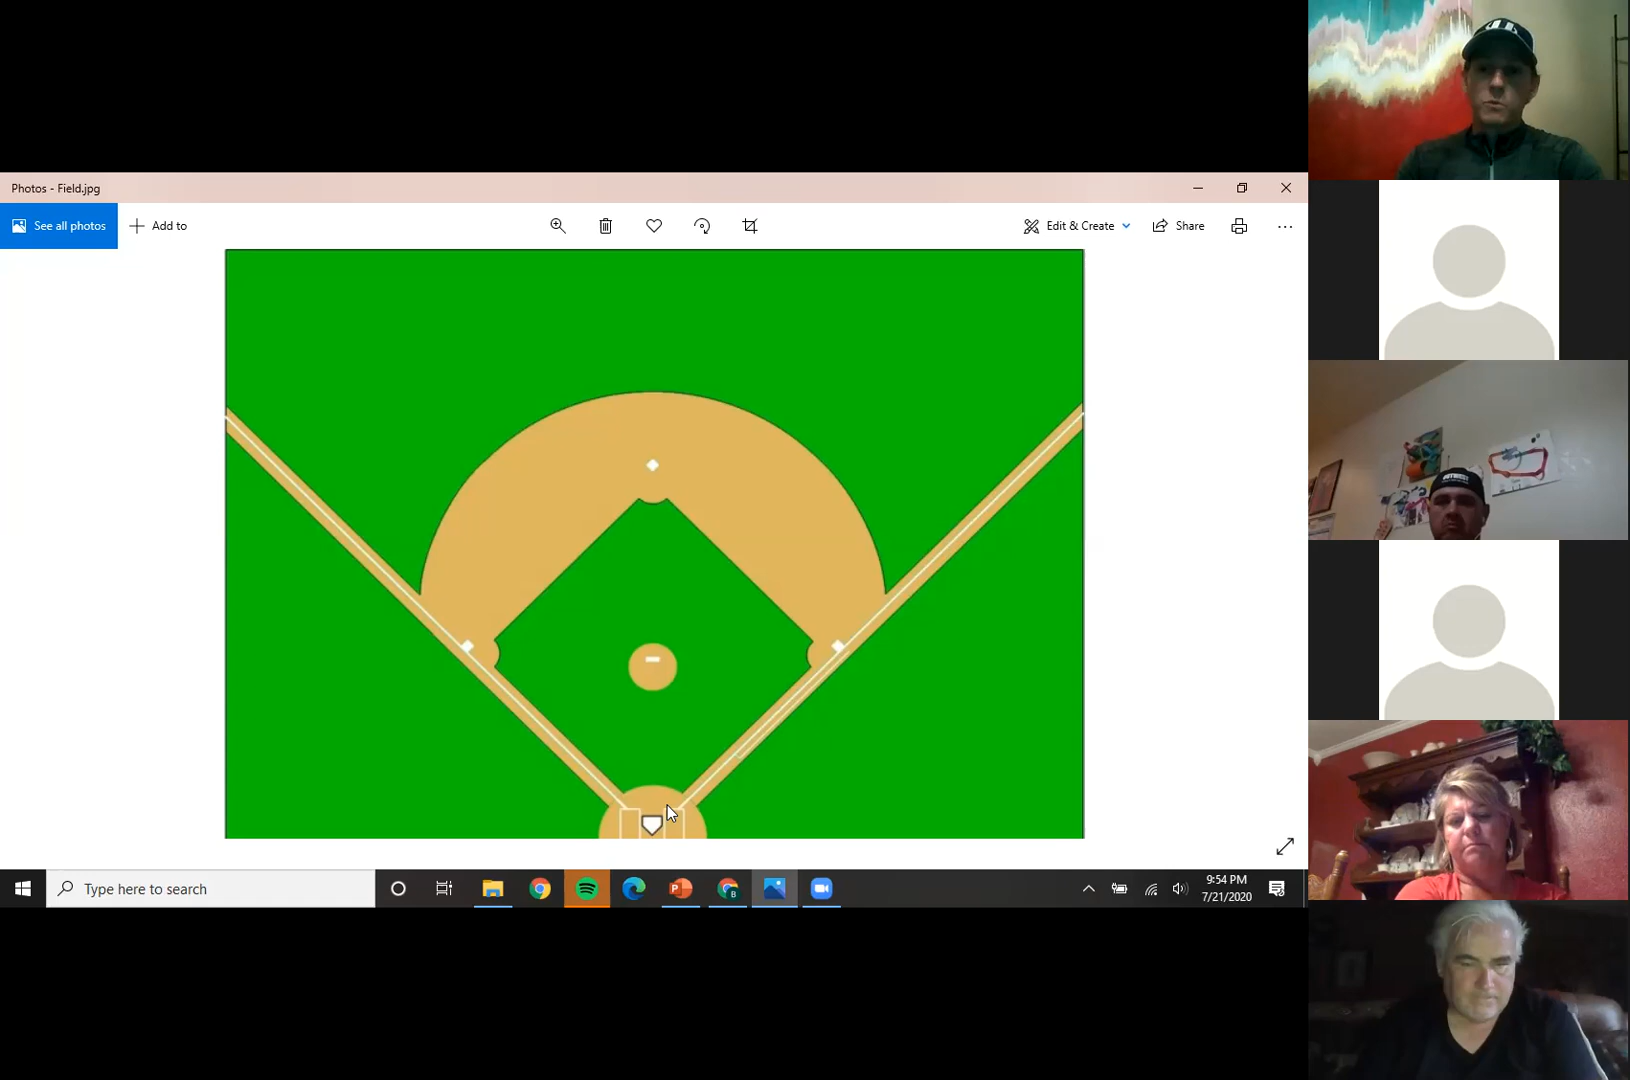 Photos - Field.jpg
See all photos
Add to
Edit & Create
Share
Type here to search
9:54 PM
7/21/2020